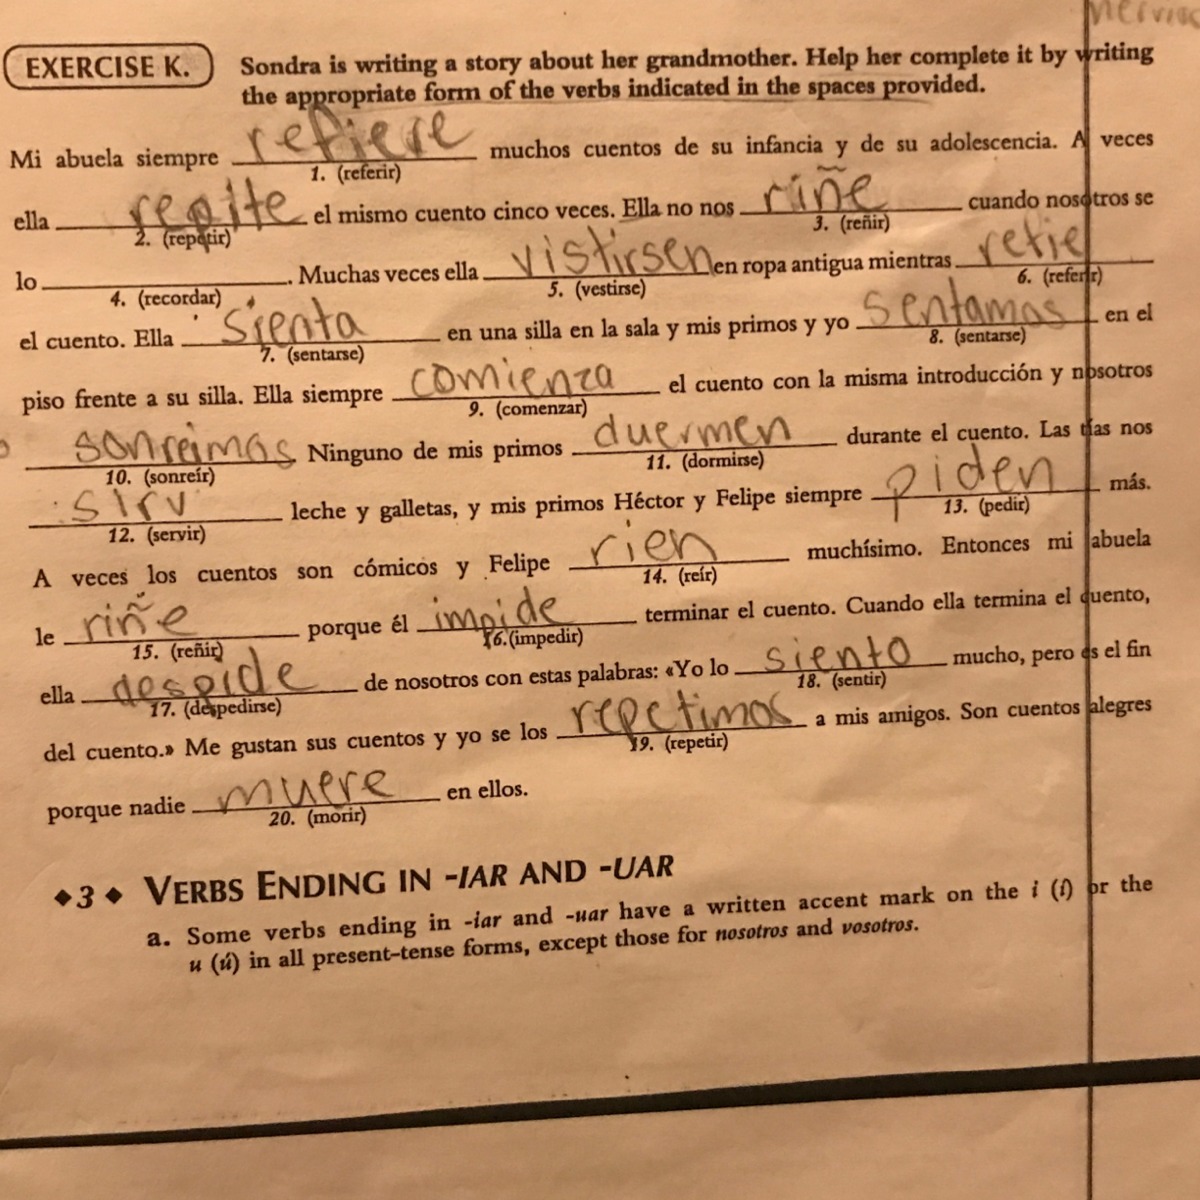 nervioso
EXERCISE K. Sondra is writing a story about her grandmother. Help her complete it by writing
the appropriate form of the verbs indicated in the spaces provided.
Mi abuela siempre refiere muchos cuentos de su infancia y de su adolescencia. A veces
1. (referir)
ella repite el mismo cuento cinco veces. Ella no nos riñe cuando nosotros se
2. (repetir) 3. (reñir)
lo ____. Muchas veces ella vistirsen en ropa antigua mientras refie
4. (recordar) 5. (vestirse) 6. (referir)
el cuento. Ella sienta en una silla en la sala y mis primos y yo sentamos en el
7. (sentarse) 8. (sentarse)
piso frente a su silla. Ella siempre comienza el cuento con la misma introducción y nosotros
9. (comenzar)
sonreimos. Ninguno de mis primos duermen durante el cuento. Las tías nos
10. (sonreír) 11. (dormirse)
sirv leche y galletas, y mis primos Héctor y Felipe siempre piden más.
12. (servir) 13. (pedir)
A veces los cuentos son cómicos y Felipe rien muchísimo. Entonces mi abuela
14. (reír)
le riñe porque él impide terminar el cuento. Cuando ella termina el cuento,
15. (reñir) 16. (impedir)
ella despide de nosotros con estas palabras: «Yo lo siento mucho, pero es el fin
17. (despedirse) 18. (sentir)
del cuento.» Me gustan sus cuentos y yo se los repetimos a mis amigos. Son cuentos alegres
19. (repetir)
porque nadie muere en ellos.
20. (morir)
◆3◆ VERBS ENDING IN -IAR AND -UAR
a. Some verbs ending in -iar and -uar have a written accent mark on the i (í) or the
u (ú) in all present-tense forms, except those for nosotros and vosotros.